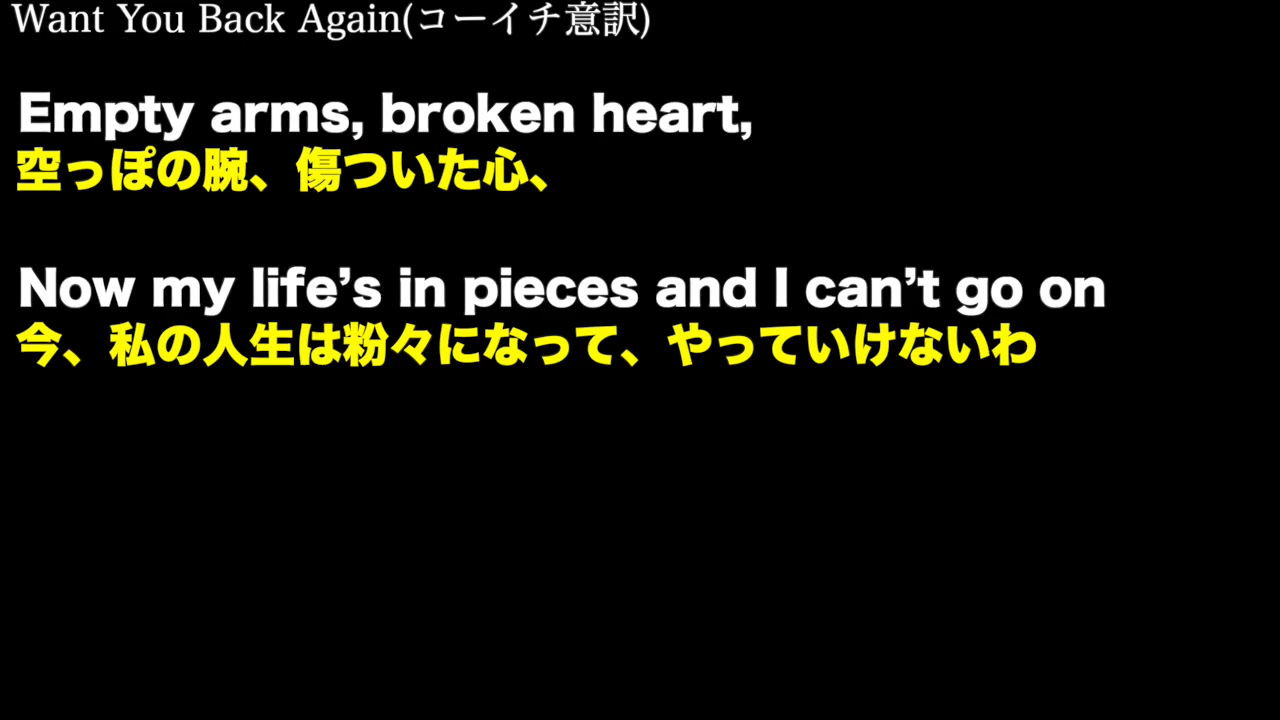 Want You Back Again(コーイチ意訳)
Empty arms, broken heart,
空っぽの腕、傷ついた心、
Now my life’s in pieces and I can’t go on
今、私の人生は粉々になって、やっていけないわ